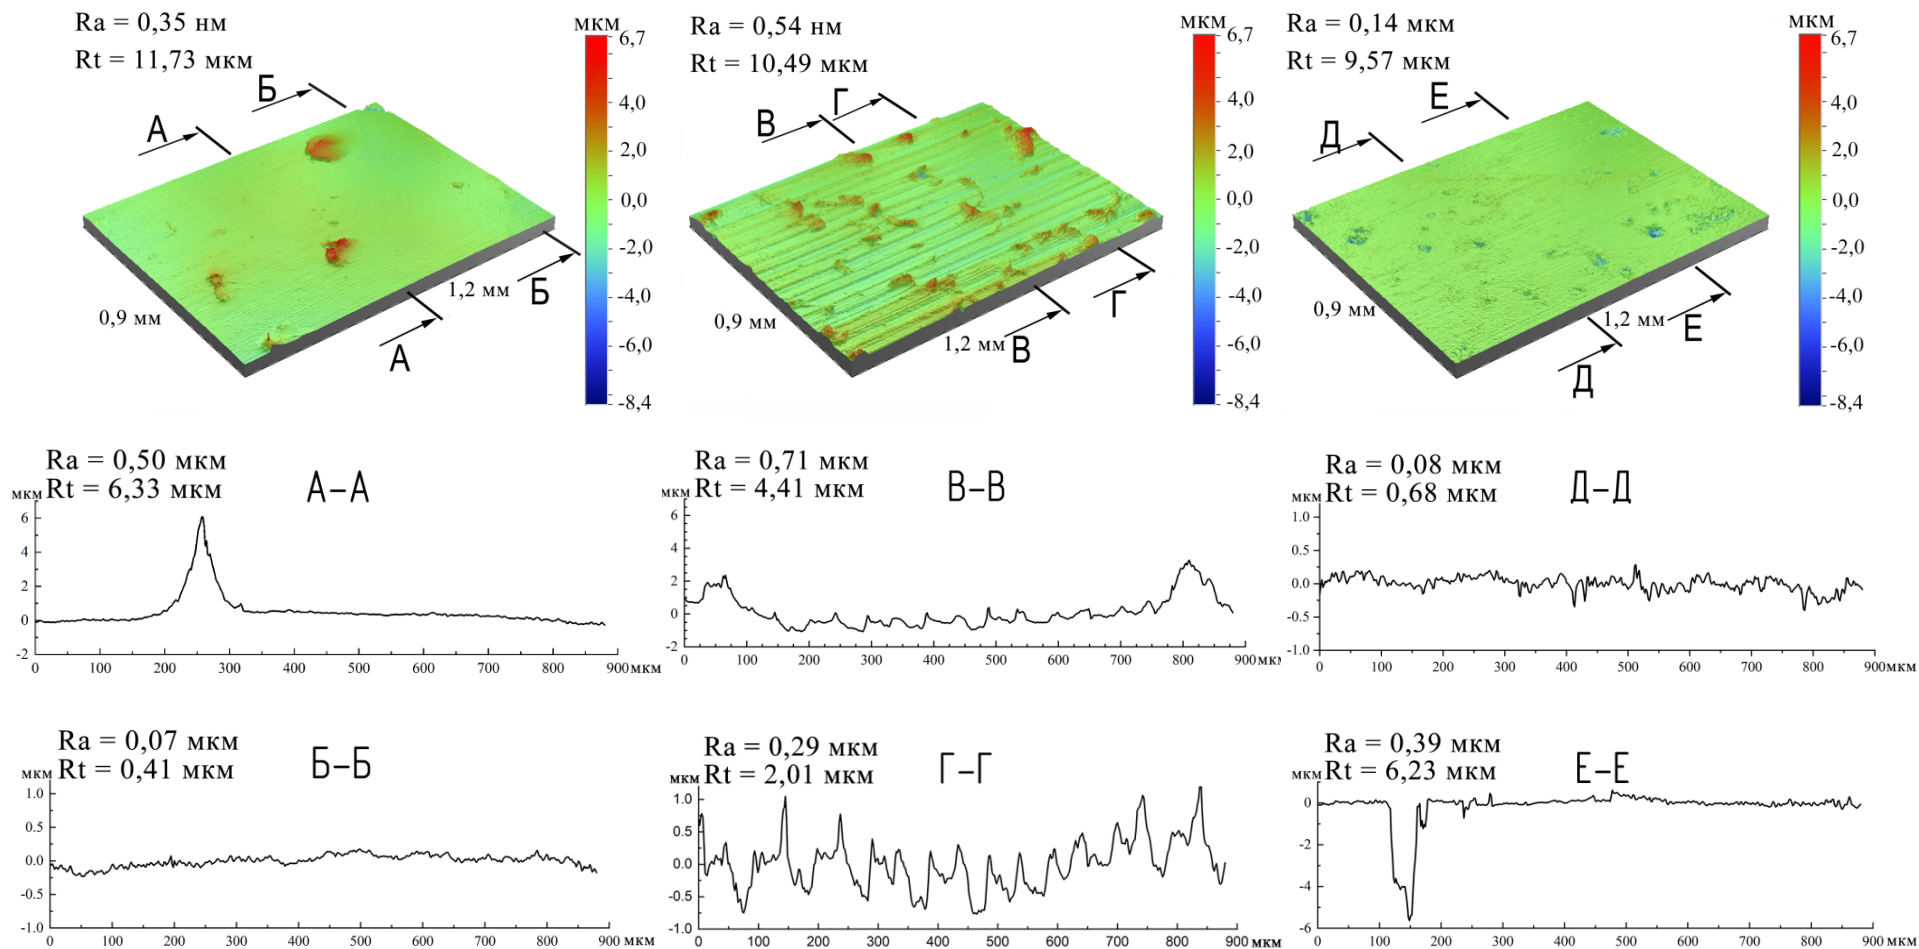 Ra = 0,35 нм
Rt = 11,73 мкм
Б
А
0,9 мм
1,2 мм
Б
А
мкм
6,7
4,0
2,0
0,0
-2,0
-4,0
-6,0
-8,4
Ra = 0,54 нм
Rt = 10,49 мкм
Г
В
0,9 мм
1,2 мм
Г
В
мкм
6,7
4,0
2,0
0,0
-2,0
-4,0
-6,0
-8,4
Ra = 0,14 мкм
Rt = 9,57 мкм
Е
Д
0,9 мм
1,2 мм
Е
Д
мкм
6,7
4,0
2,0
0,0
-2,0
-4,0
-6,0
-8,4
Ra = 0,50 мкм
Rt = 6,33 мкм
А–А
мкм
6
4
2
0
-2
0 100 200 300 400 500 600 700 800 900 мкм
Ra = 0,71 мкм
Rt = 4,41 мкм
В–В
мкм
6
4
2
0
-2
0 100 200 300 400 500 600 700 800 900 мкм
Ra = 0,08 мкм
Rt = 0,68 мкм
Д–Д
мкм
1.0
0.5
0.0
-0.5
-1.0
0 100 200 300 400 500 600 700 800 900 мкм
Ra = 0,07 мкм
Rt = 0,41 мкм
Б–Б
мкм
1.0
0.5
0.0
-0.5
-1.0
0 100 200 300 400 500 600 700 800 900 мкм
Ra = 0,29 мкм
Rt = 2,01 мкм
Г–Г
мкм
1.0
0.5
0.0
-0.5
-1.0
0 100 200 300 400 500 600 700 800 900 мкм
Ra = 0,39 мкм
Rt = 6,23 мкм
Е–Е
мкм
0
-2
-4
-6
0 100 200 300 400 500 600 700 800 900 мкм